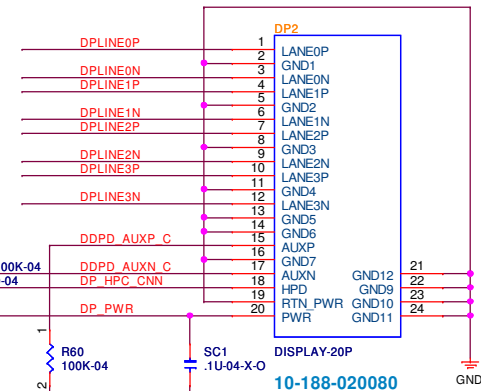 DP2
DPLINE0P 1 LANE0P
2 GND1
DPLINE0N 3 LANE0N
DPLINE1P 4 LANE1P
5 GND2
DPLINE1N 6 LANE1N
DPLINE2P 7 LANE2P
8 GND3
DPLINE2N 9 LANE2N
DPLINE3P 10 LANE3P
11 GND4
DPLINE3N 12 LANE3N
13 GND5
14 GND6
DDPD_AUXP_C 15 AUXP
16 GND7
00K-04 DDPD_AUXN_C 17 AUXN GND12 21
-04 DP_HPC_CNN 18 HPD GND9 22
19 RTN_PWR GND10 23
DP_PWR 20 PWR GND11 24
1
R60 SC1 DISPLAY-20P
100K-04 .1U-04-X-O
2
10-188-020080
GND